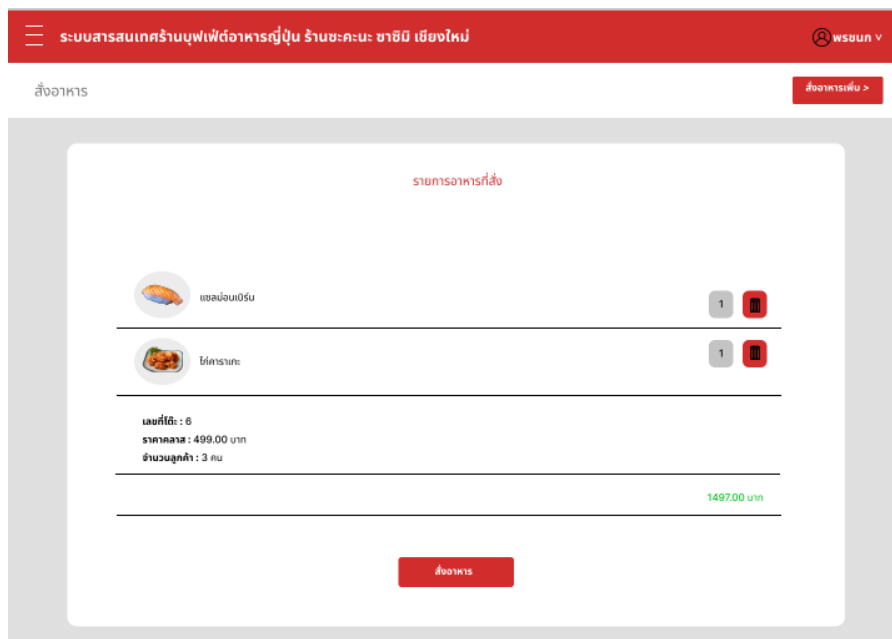 ระบบสารสนเทศร้านบุฟเฟ่ต์อาหารญี่ปุ่น ร้านซะคะนะ ซาชิมิ เชียงใหม่
พรชนก
สั่งอาหาร
สั่งอาหารเพิ่ม >
รายการอาหารที่สั่ง
แซลม่อนเบิร์น
1
ไก่คาราเกะ
1
เลขที่โต๊ะ : 6
ราคาคลาส : 499.00 บาท
จำนวนลูกค้า : 3 คน
1497.00 บาท
สั่งอาหาร